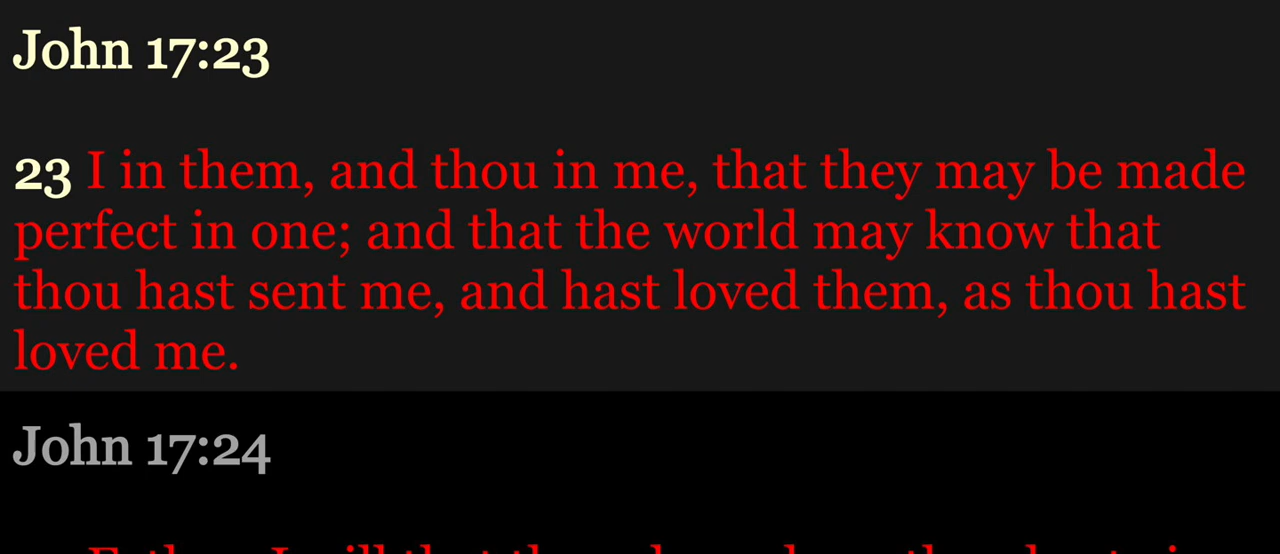 John 17:23
23 I in them, and thou in me, that they may be made
perfect in one; and that the world may know that
thou hast sent me, and hast loved them, as thou hast
loved me.
John 17:24